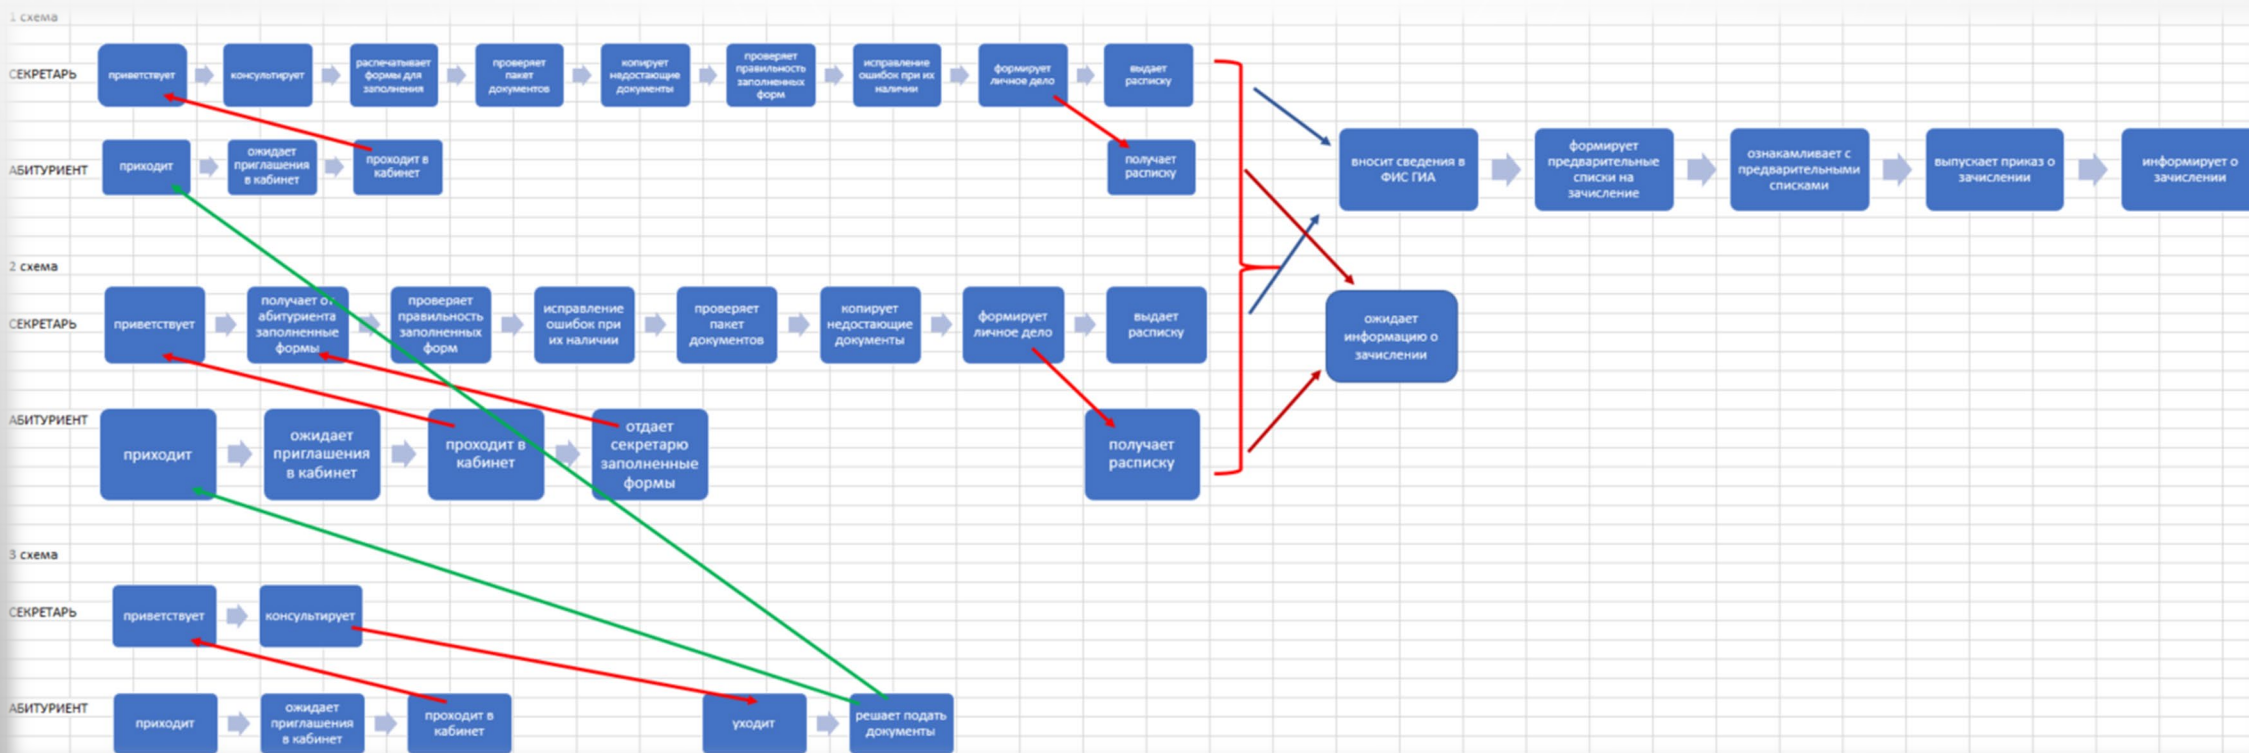 1 схема
СЕКРЕТАРЬ
приветствует
консультирует
распечатывает
формы для
заполнения
проверяет
пакет
документов
копирует
недостающие
документы
проверяет
правильность
заполненных
форм
исправление
ошибок при их
наличии
формирует
личное дело
выдает
расписку
АБИТУРИЕНТ
приходит
ожидает
приглашения
в кабинет
проходит в
кабинет
получает
расписку
вносит сведения в
ФИС ГИА
формирует
предварительные
списки на
зачисление
ознакамливает с
предварительными
списками
выпускает приказ о
зачислении
информирует о
зачислении
2 схема
СЕКРЕТАРЬ
приветствует
получает от
абитуриента
заполненные
формы
проверяет
правильность
заполненных
форм
исправление
ошибок при
их наличии
проверяет
пакет
документов
копирует
недостающие
документы
формирует
личное дело
выдает
расписку
ожидает
информацию о
зачислении
АБИТУРИЕНТ
приходит
ожидает
приглашения
в кабинет
проходит в
кабинет
отдает
секретарю
заполненные
формы
получает
расписку
3 схема
СЕКРЕТАРЬ
приветствует
консультирует
АБИТУРИЕНТ
приходит
ожидает
приглашения
в кабинет
проходит в
кабинет
уходит
решает подать
документы